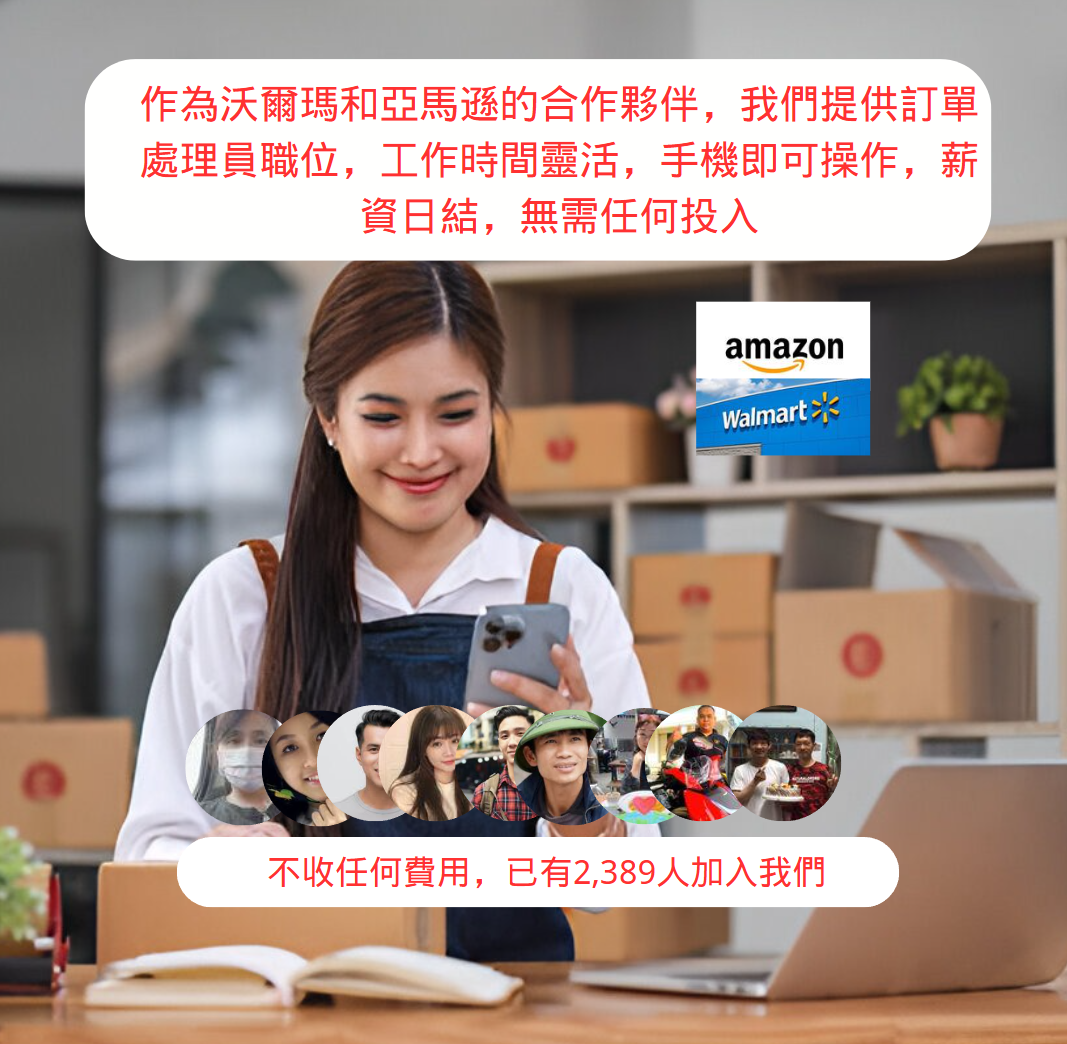 作為沃爾瑪和亞馬遜的合作夥伴，我們提供訂單
處理員職位，工作時間靈活，手機即可操作，薪
資日結，無需任何投入
amazon
Walmart
不收任何費用，已有2,389人加入我們